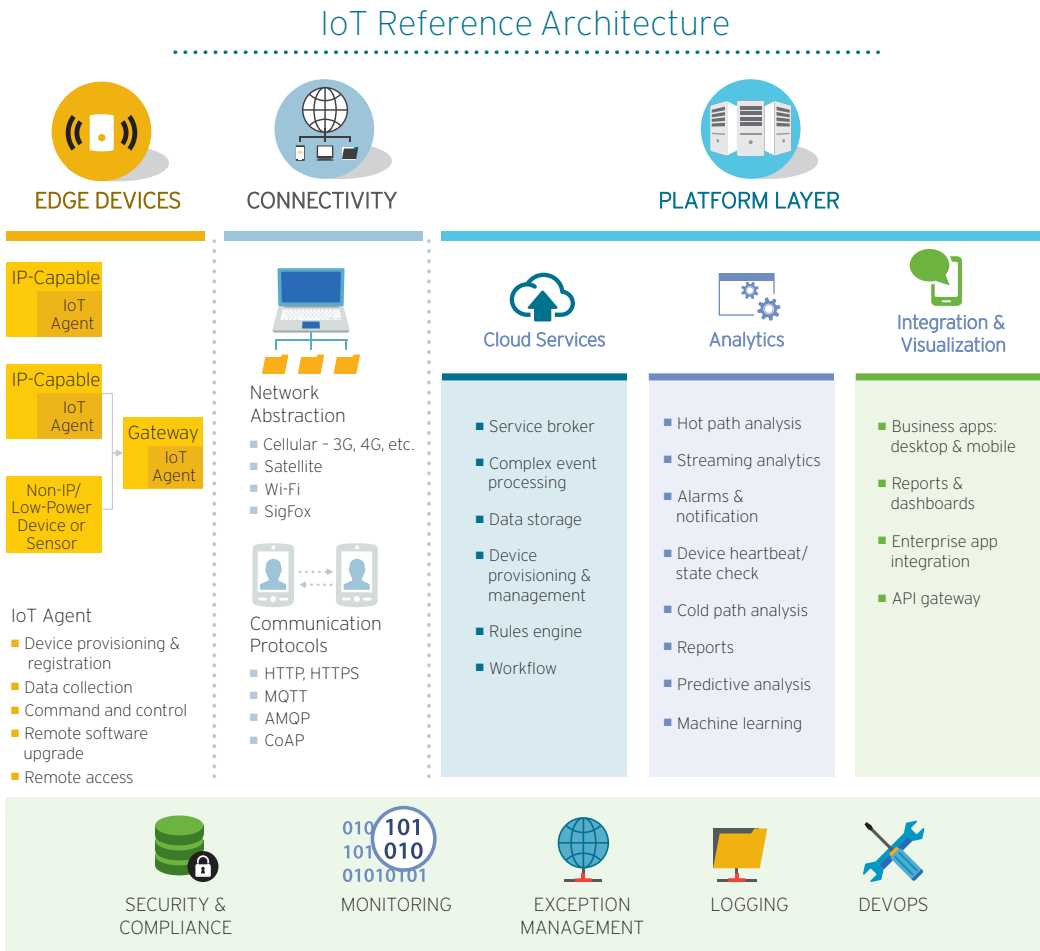 IoT Reference Architecture
EDGE DEVICES
CONNECTIVITY
PLATFORM LAYER
IP-Capable
IoT
Agent
IP-Capable
IoT
Agent
Gateway
IoT
Agent
Non-IP/
Low-Power
Device or
Sensor
IoT Agent
Device provisioning &
registration
Data collection
Command and control
Remote software
upgrade
Remote access
Network
Abstraction
Cellular – 3G, 4G, etc.
Satellite
Wi-Fi
SigFox
Communication
Protocols
HTTP, HTTPS
MQTT
AMQP
CoAP
Cloud Services
Service broker
Complex event
processing
Data storage
Device
provisioning &
management
Rules engine
Workflow
Analytics
Hot path analysis
Streaming analytics
Alarms &
notification
Device heartbeat/
state check
Cold path analysis
Reports
Predictive analysis
Machine learning
Integration &
Visualization
Business apps:
desktop & mobile
Reports &
dashboards
Enterprise app
integration
API gateway
SECURITY &
COMPLIANCE
010 101
101 010
01010101
MONITORING
EXCEPTION
MANAGEMENT
LOGGING
DEVOPS